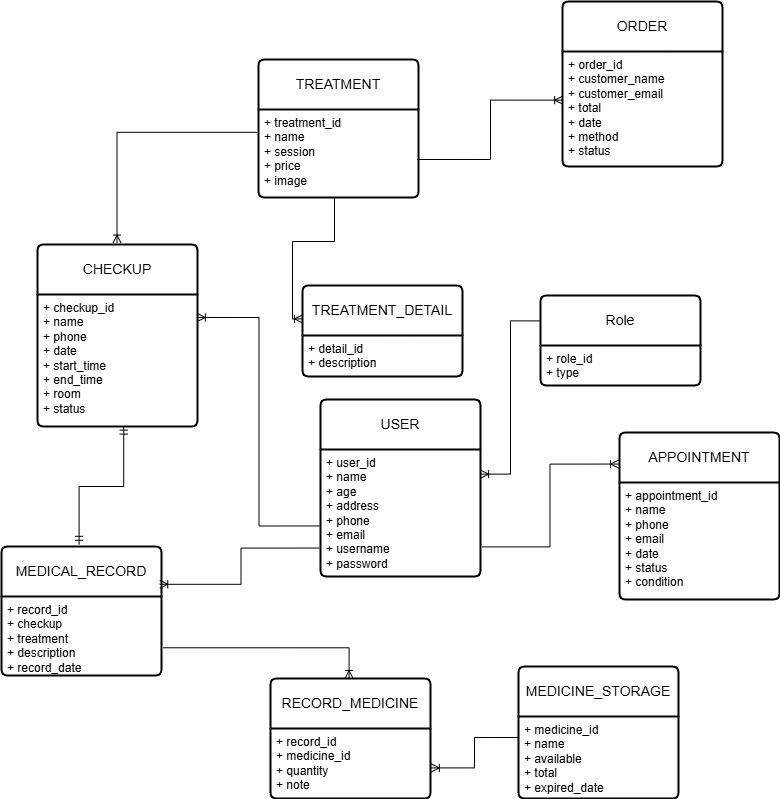 ORDER
+ order_id
+ customer_name
+ customer_email
+ total
+ date
+ method
+ status
TREATMENT
+ treatment_id
+ name
+ session
+ price
+ image
CHECKUP
+ checkup_id
+ name
+ phone
+ date
+ start_time
+ end_time
+ room
+ status
TREATMENT_DETAIL
+ detail_id
+ description
Role
+ role_id
+ type
USER
+ user_id
+ name
+ age
+ address
+ phone
+ email
+ username
+ password
APPOINTMENT
+ appointment_id
+ name
+ phone
+ email
+ date
+ status
+ condition
MEDICAL_RECORD
+ record_id
+ checkup
+ treatment
+ description
+ record_date
RECORD_MEDICINE
+ record_id
+ medicine_id
+ quantity
+ note
MEDICINE_STORAGE
+ medicine_id
+ name
+ available
+ total
+ expired_date